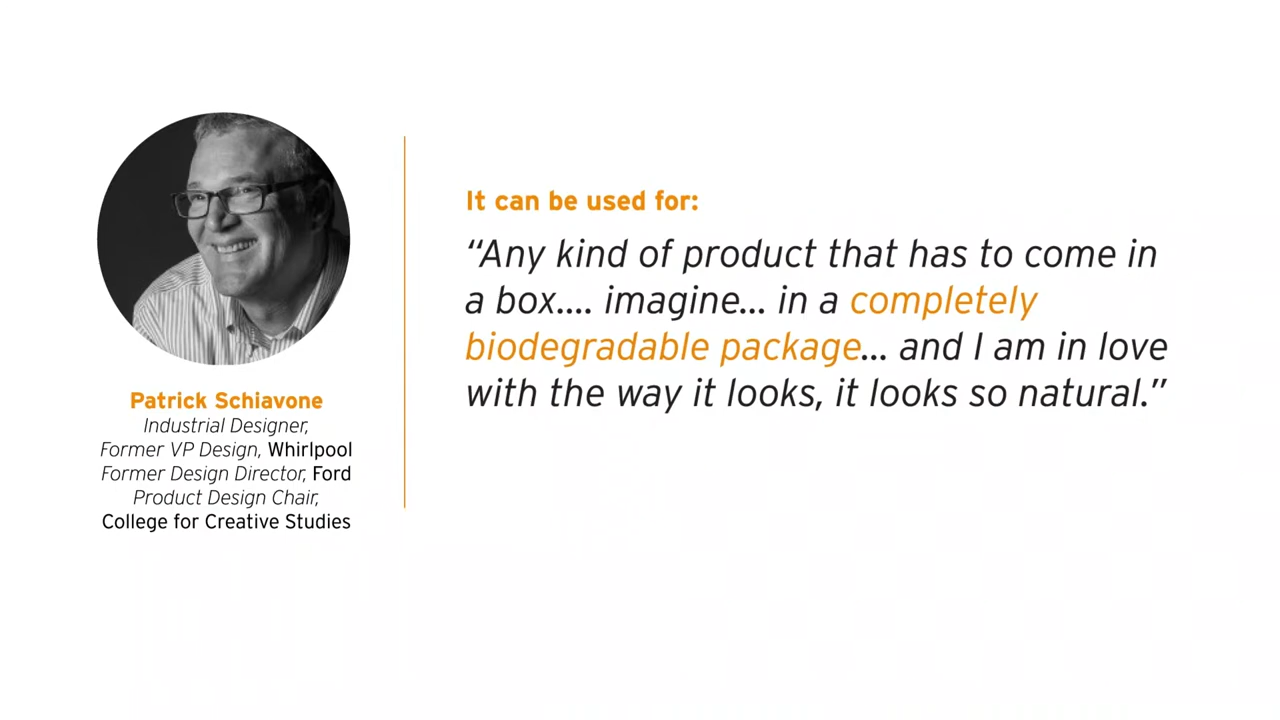 It can be used for:
“Any kind of product that has to come in
a box.... imagine... in a completely
biodegradable package... and I am in love
with the way it looks, it looks so natural.”
Patrick Schiavone
Industrial Designer,
Former VP Design, Whirlpool
Former Design Director, Ford
Product Design Chair,
College for Creative Studies